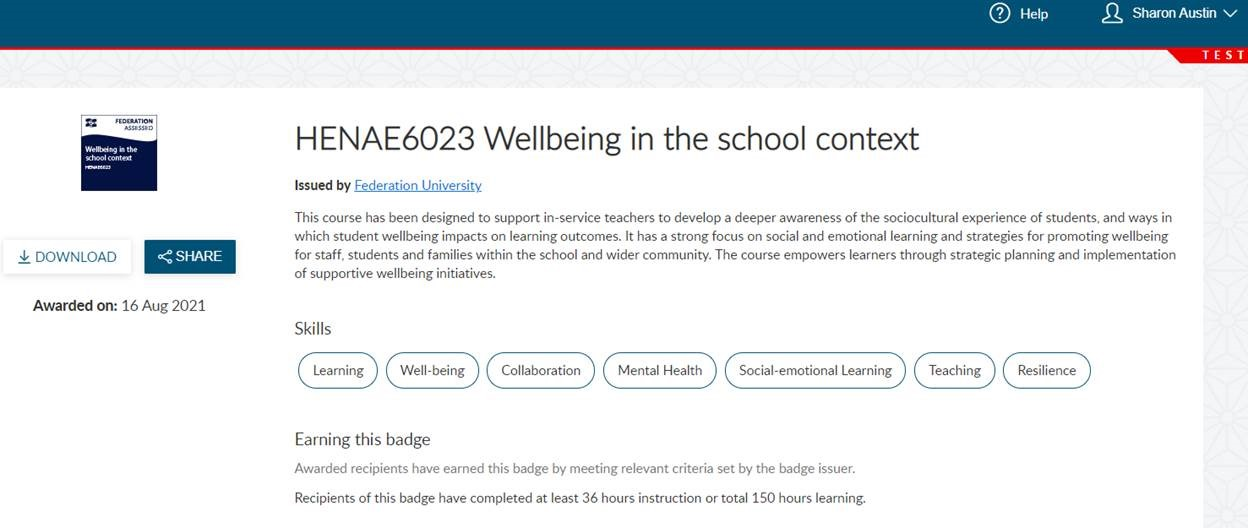 Help
Sharon Austin
TEST
FEDERATION
ASSESSED
Wellbeing in the
school context
HENAE6023
HENAE6023 Wellbeing in the school context
Issued by Federation University
This course has been designed to support in-service teachers to develop a deeper awareness of the sociocultural experience of students, and ways in
which student wellbeing impacts on learning outcomes. It has a strong focus on social and emotional learning and strategies for promoting wellbeing
for staff, students and families within the school and wider community. The course empowers learners through strategic planning and implementation
of supportive wellbeing initiatives.
DOWNLOAD
SHARE
Awarded on: 16 Aug 2021
Skills
Learning
Well-being
Collaboration
Mental Health
Social-emotional Learning
Teaching
Resilience
Earning this badge
Awarded recipients have earned this badge by meeting relevant criteria set by the badge issuer.
Recipients of this badge have completed at least 36 hours instruction or total 150 hours learning.